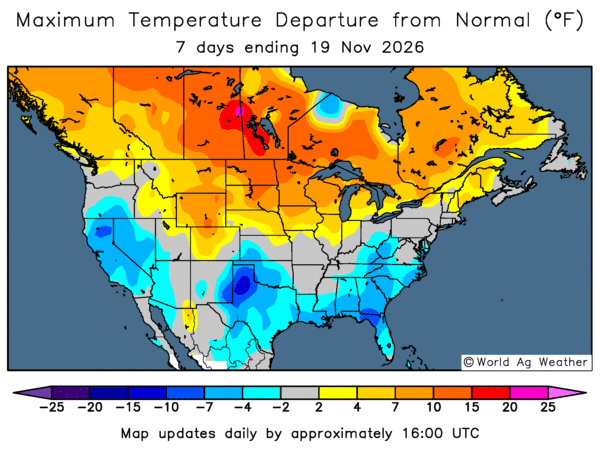 Maximum Temperature Departure from Normal (°F)
7 days ending 19 Nov 2026
© World Ag Weather
−25 −20 −15 −10 −7 −4 −2 2 4 7 10 15 20 25
Map updates daily by approximately 16:00 UTC